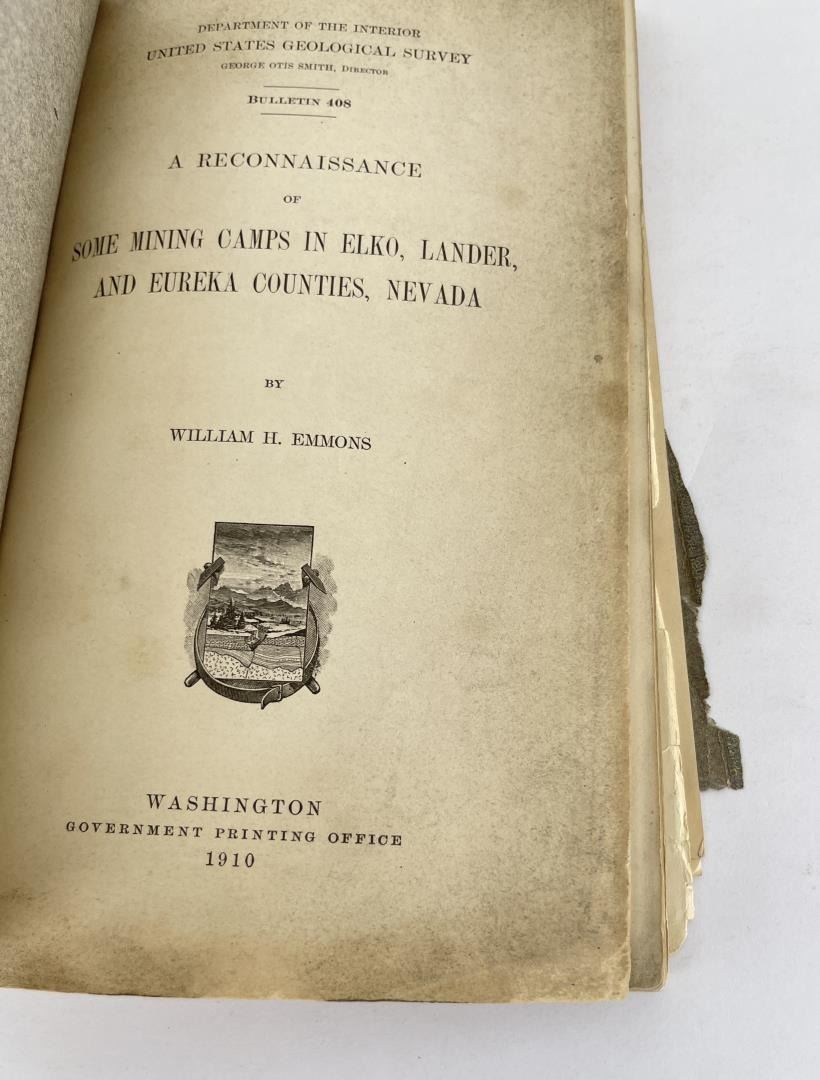 DEPARTMENT OF THE INTERIOR
UNITED STATES GEOLOGICAL SURVEY
GEORGE OTIS SMITH, DIRECTOR
BULLETIN 408
A RECONNAISSANCE
OF
SOME MINING CAMPS IN ELKO, LANDER,
AND EUREKA COUNTIES, NEVADA
BY
WILLIAM H. EMMONS
WASHINGTON
GOVERNMENT PRINTING OFFICE
1910